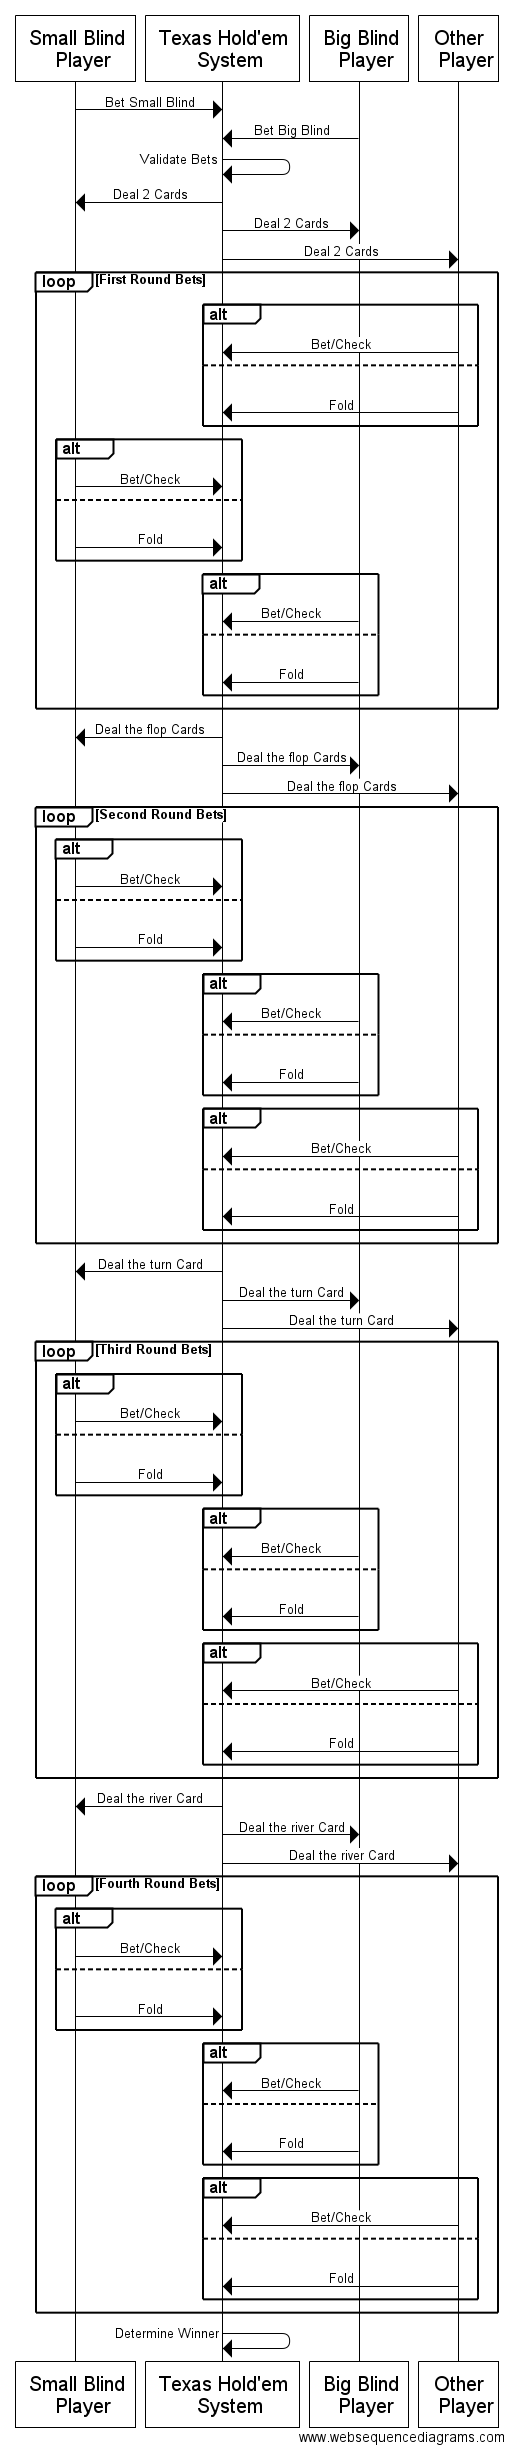 Small Blind Player
Texas Hold'em System
Big Blind Player
Other Player
Bet Small Blind
Bet Big Blind
Validate Bets
Deal 2 Cards
Deal 2 Cards
Deal 2 Cards
loop [First Round Bets]
alt
Bet/Check
Fold
alt
Bet/Check
Fold
alt
Bet/Check
Fold
Deal the flop Cards
Deal the flop Cards
Deal the flop Cards
loop [Second Round Bets]
alt
Bet/Check
Fold
alt
Bet/Check
Fold
alt
Bet/Check
Fold
Deal the turn Card
Deal the turn Card
Deal the turn Card
loop [Third Round Bets]
alt
Bet/Check
Fold
alt
Bet/Check
Fold
alt
Bet/Check
Fold
Deal the river Card
Deal the river Card
Deal the river Card
loop [Fourth Round Bets]
alt
Bet/Check
Fold
alt
Bet/Check
Fold
alt
Bet/Check
Fold
Determine Winner
Small Blind Player
Texas Hold'em System
Big Blind Player
Other Player
www.websequencediagrams.com